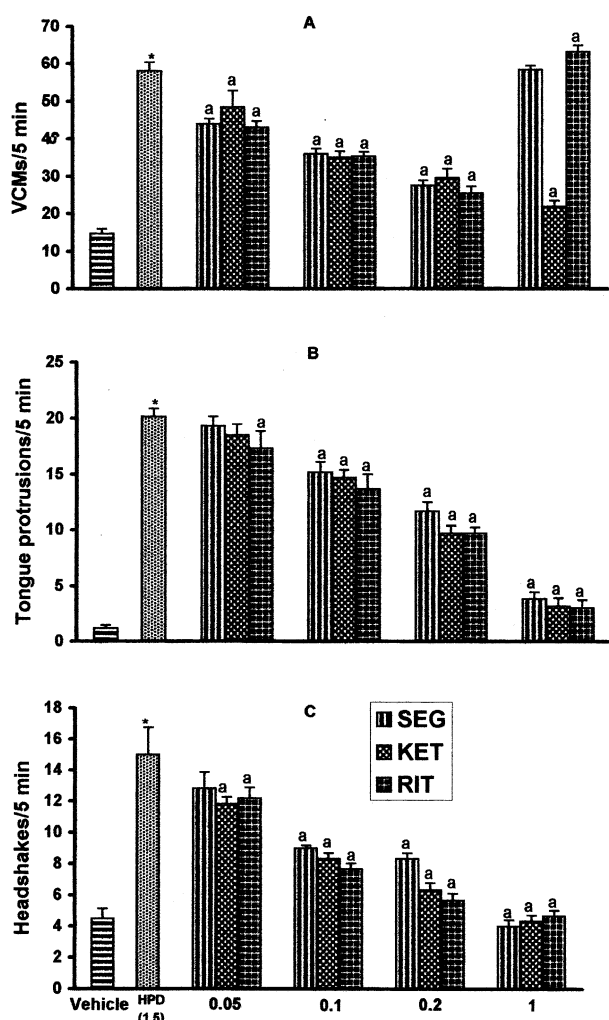 A
70
60
50
40
30
20
10
0
VCMs/5 min
*
a a a
a a a
a a a
a a
B
25
20
15
10
5
0
Tongue protrusions/5 min
*
a
a a a
a a a
a a a
C
18
16
14
12
10
8
6
4
2
0
Headshakes/5 min
*
a a
a a a
a a a
a a a
SEG
KET
RIT
Vehicle HPD 0.05 0.1 0.2 1
(1.5)